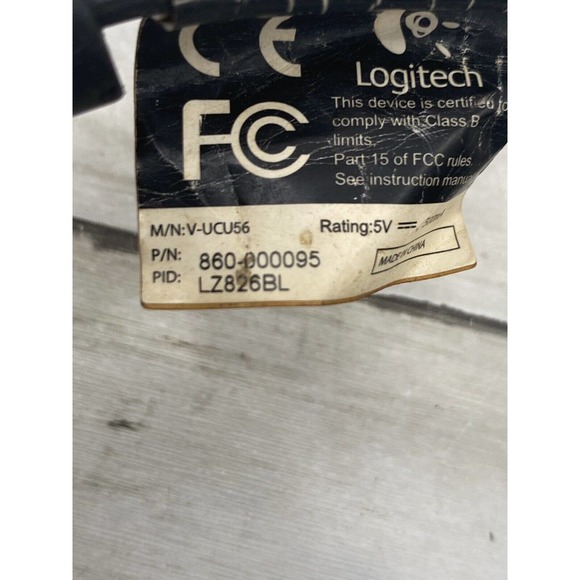 CE
Logitech
FC
This device is certified to
comply with Class B
limits.
Part 15 of FCC rules.
See instruction manual
M/N:V-UCU56
Rating:5V ⎓
P/N: 860-000095
MADE IN CHINA
PID: LZ826BL